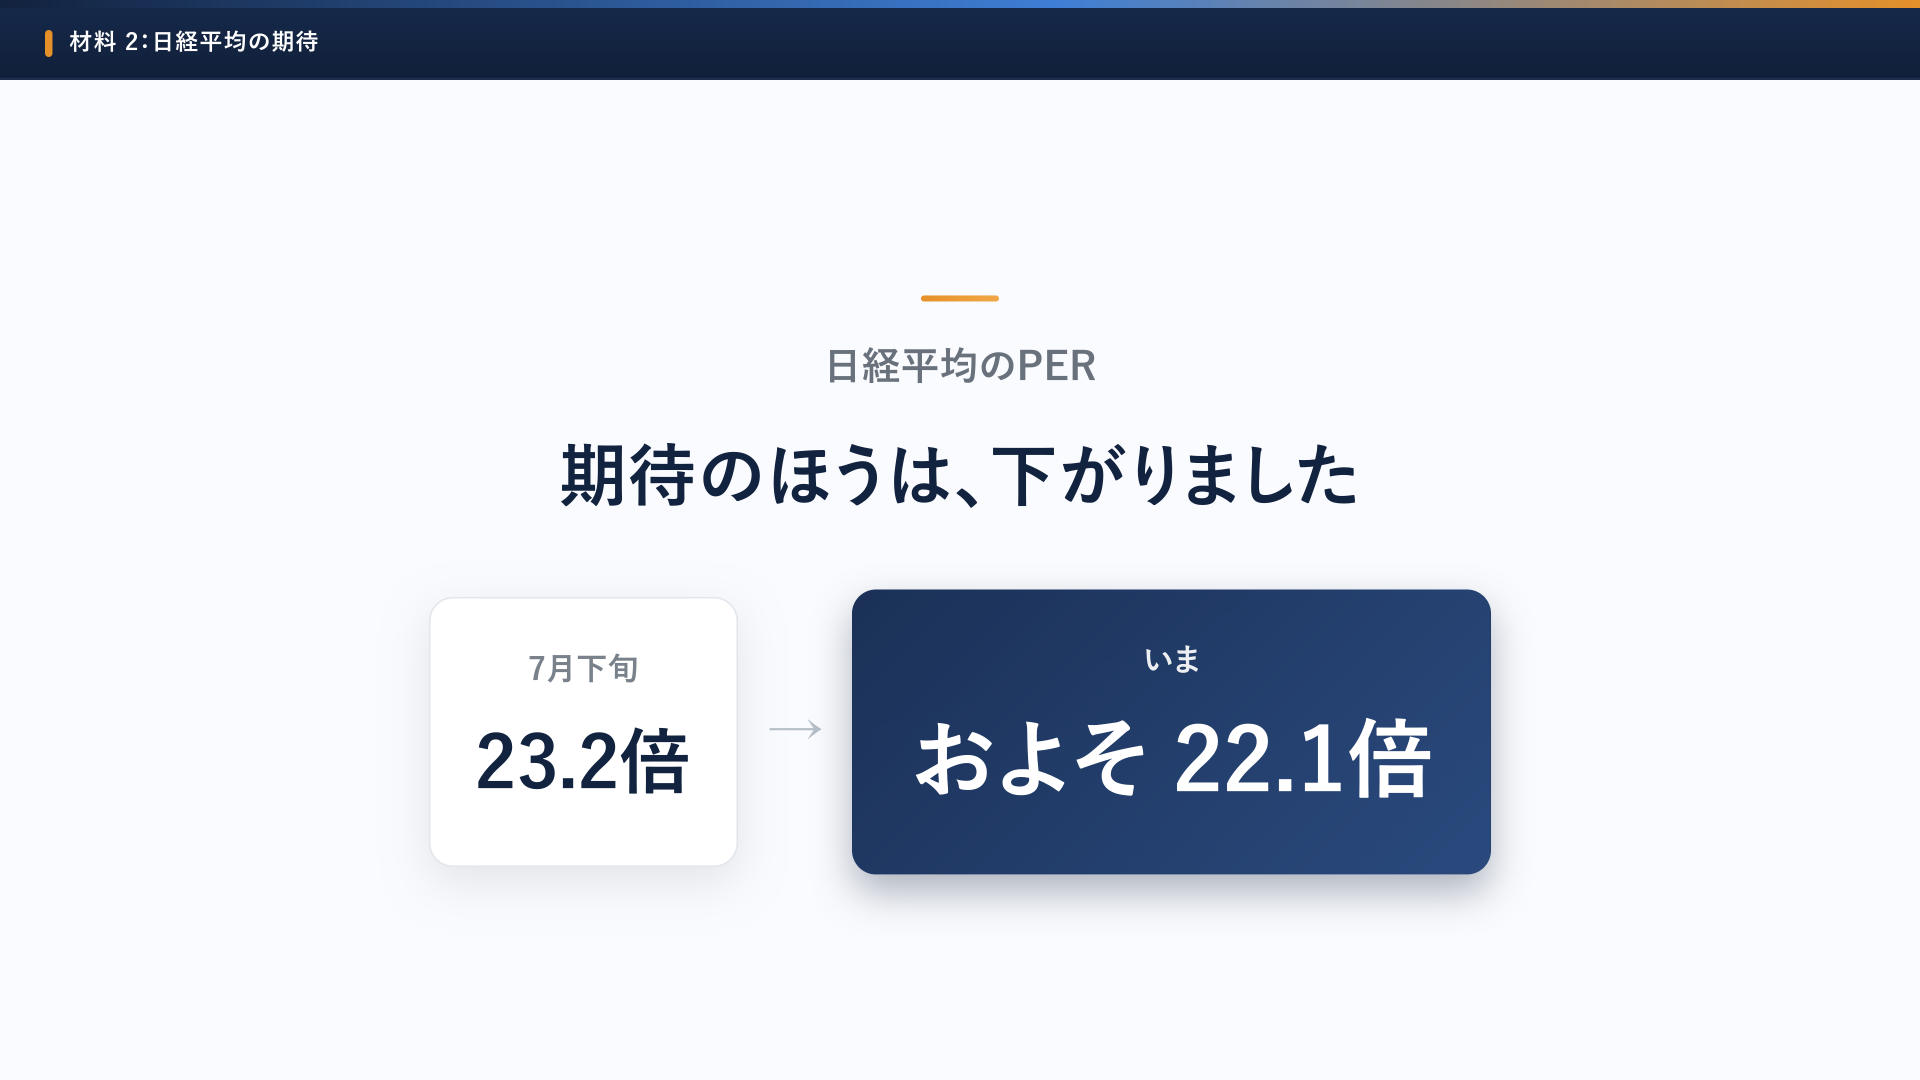 材料 2:日経平均の期待
日経平均のPER
期待のほうは、下がりました
7月下旬
23.2倍
→
いま
およそ 22.1倍